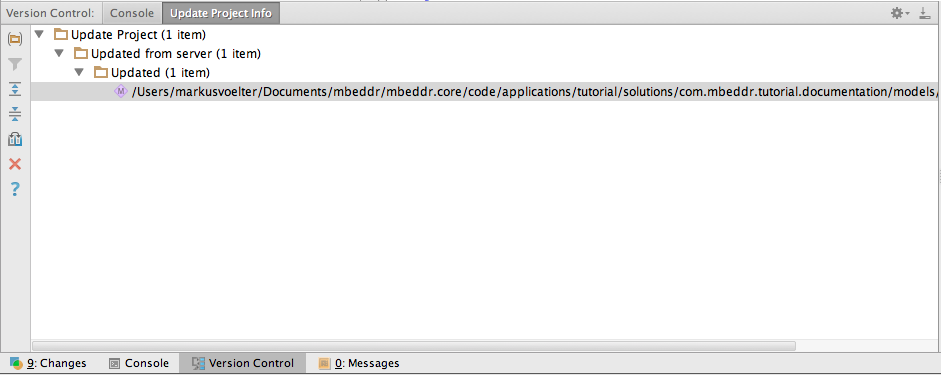 Version Control: Console Update Project Info
Update Project (1 item)
Updated from server (1 item)
Updated (1 item)
M /Users/markusvoelter/Documents/mbeddr/mbeddr.core/code/applications/tutorial/solutions/com.mbeddr.tutorial.documentation/models/
?
9: Changes Console Version Control 0: Messages